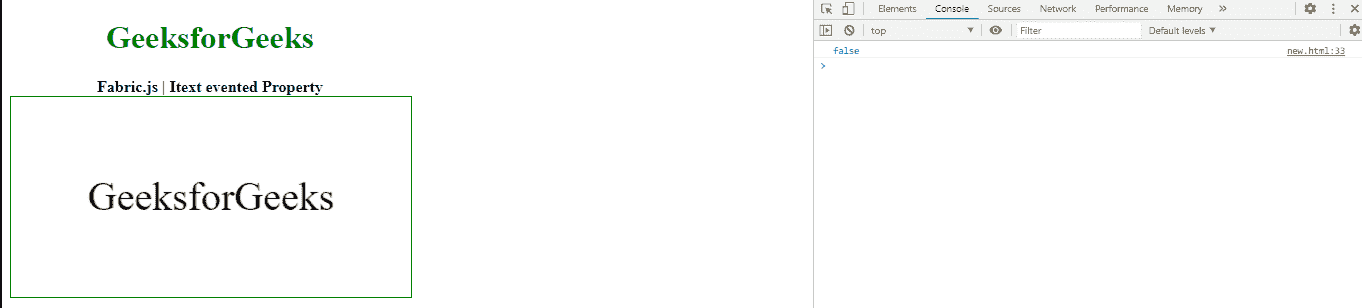 GeeksforGeeks
Fabric.js | Itext evented Property
GeeksforGeeks
Elements Console Sources Network Performance Memory »
top Filter Default levels
false new.html:33